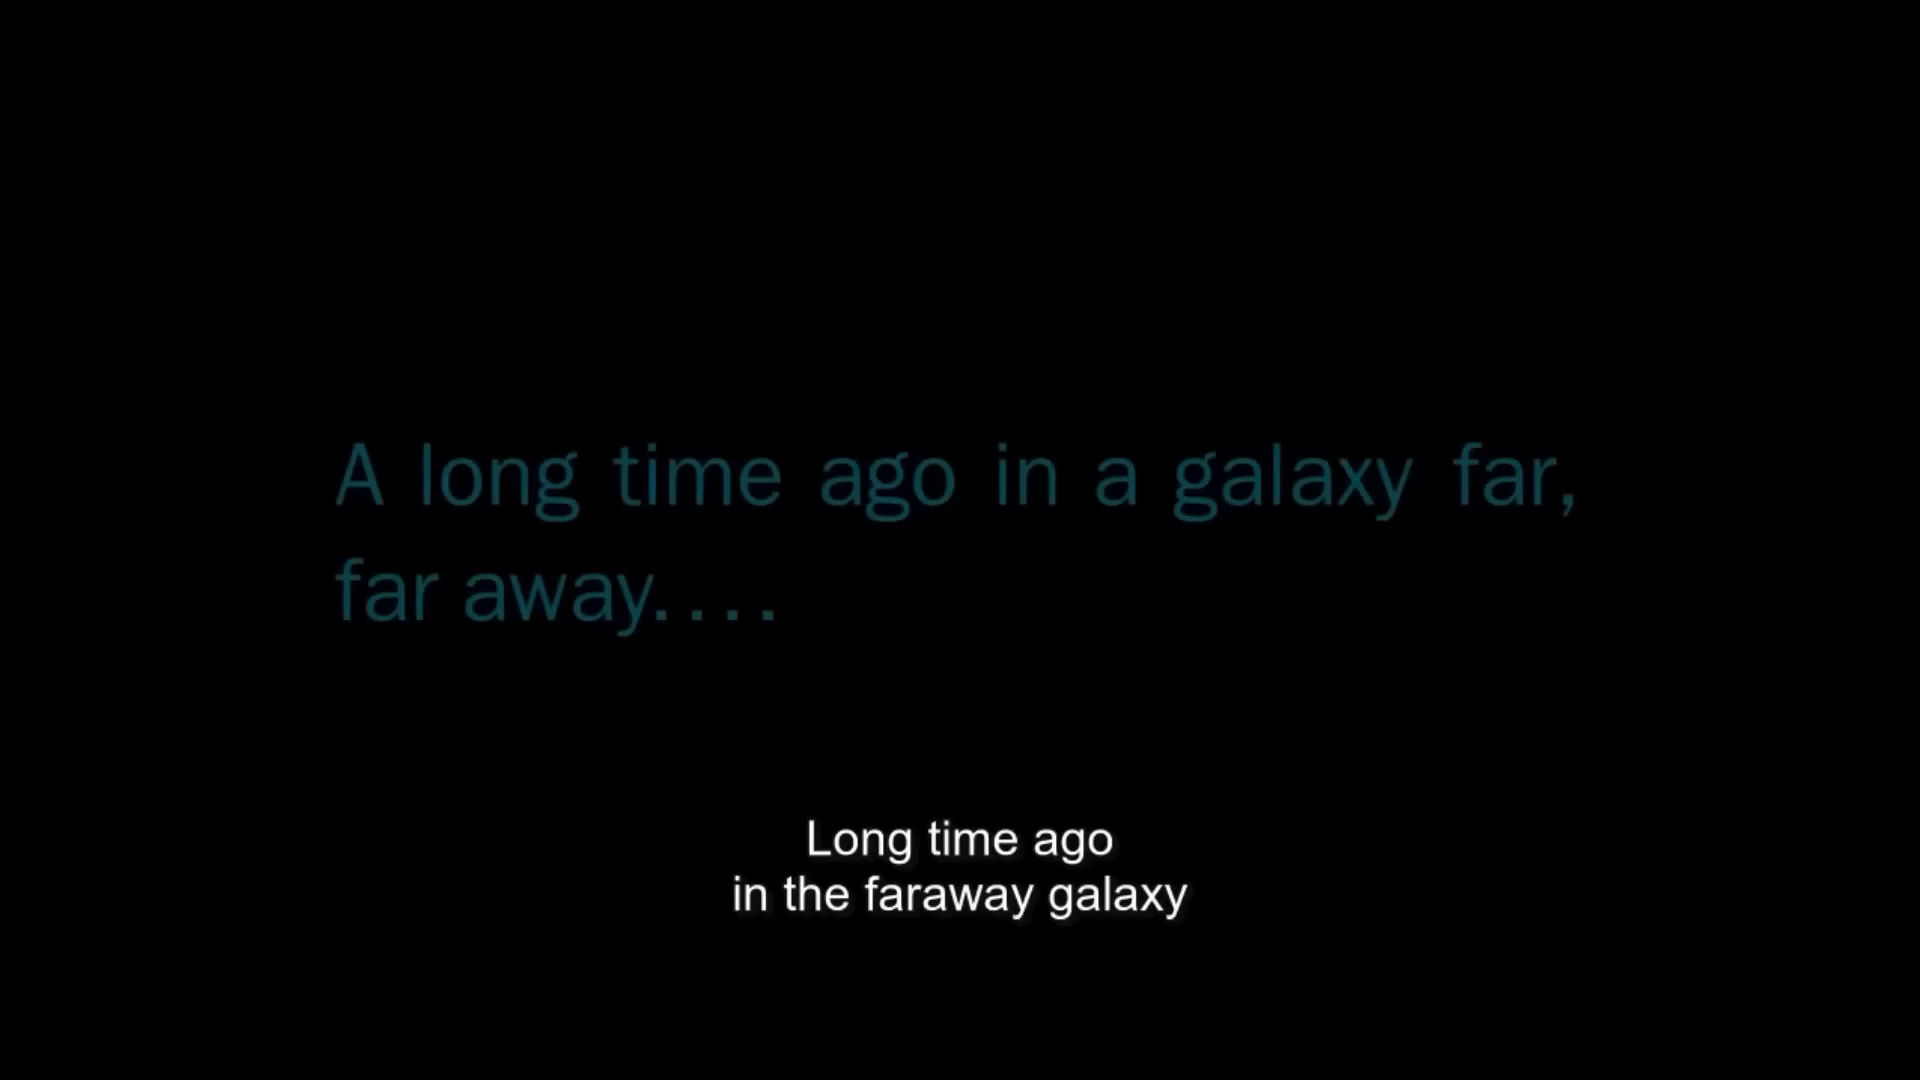 A long time ago in a galaxy far,
far away....
Long time ago
in the faraway galaxy